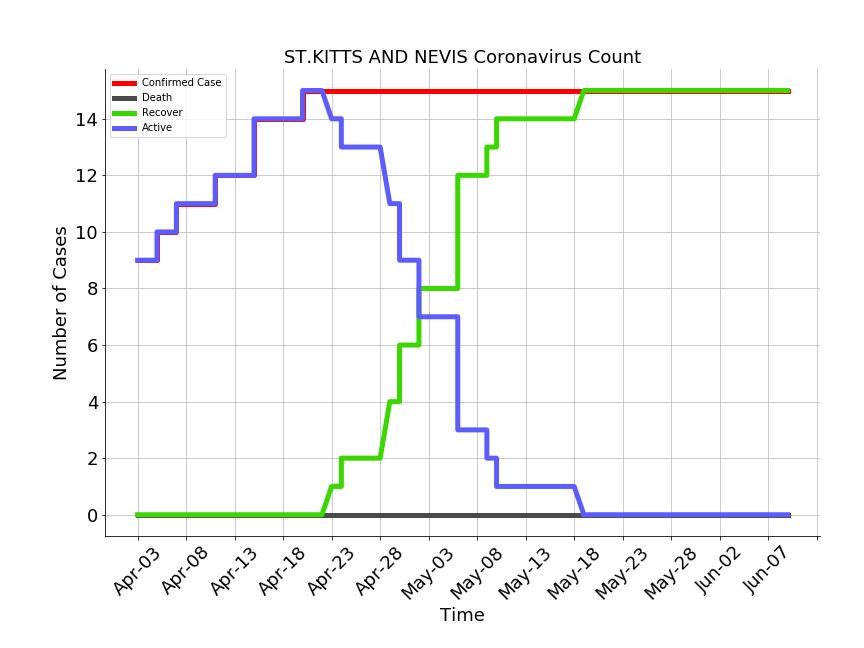 ST.KITTS AND NEVIS Coronavirus Count
Confirmed Case
Death
Recover
Active
Number of Cases
14
12
10
8
6
4
2
0
Apr-03
Apr-08
Apr-13
Apr-18
Apr-23
Apr-28
May-03
May-08
May-13
May-18
May-23
May-28
Jun-02
Jun-07
Time